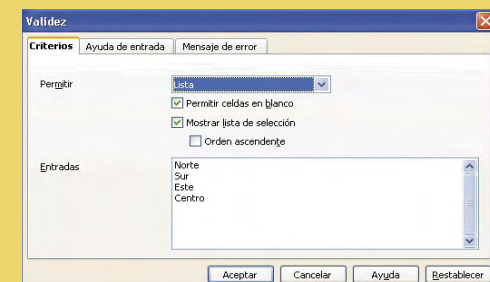 Validez
Criterios Ayuda de entrada Mensaje de error
Permitir Lista
Permitir celdas en blanco
Mostrar lista de selección
Orden ascendente
Entradas Norte
Sur
Este
Centro
Aceptar Cancelar Ayuda Restablecer